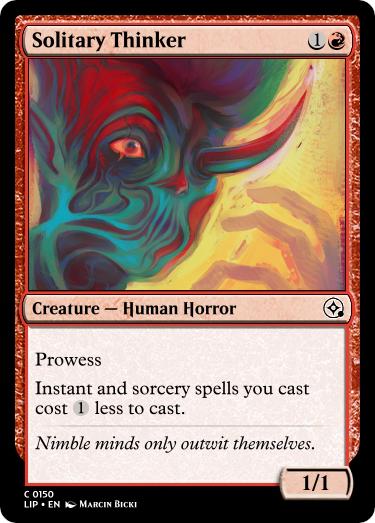 Solitary Thinker 1
Creature — Human Horror
Prowess
Instant and sorcery spells you cast
cost 1 less to cast.
Nimble minds only outwit themselves.
1/1
C 0150
LIP • EN Marcin Bicki